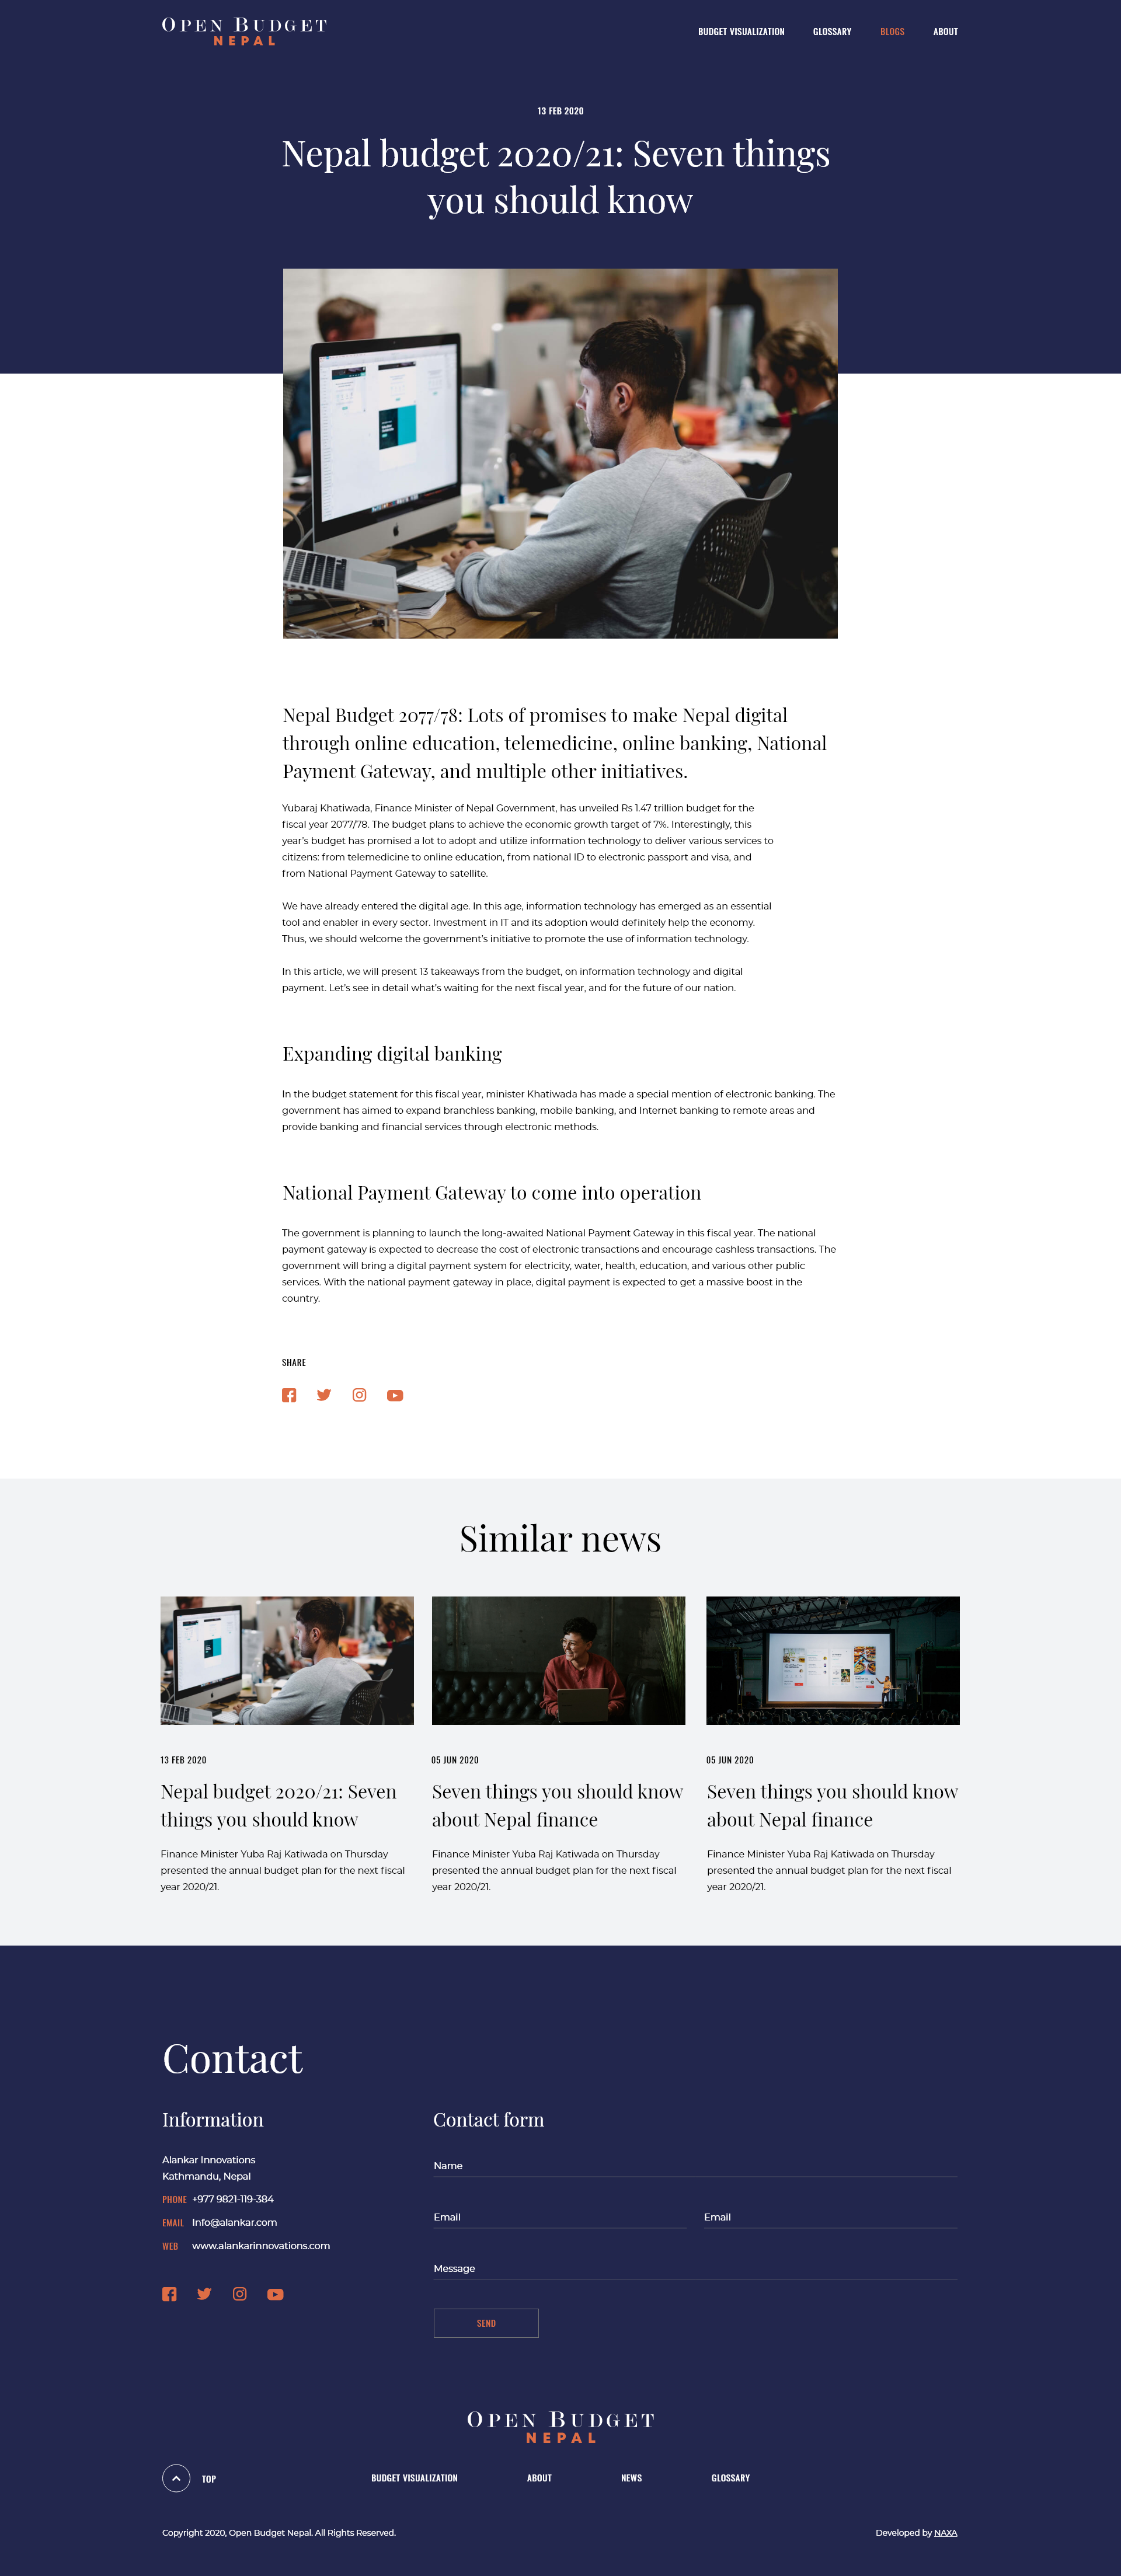 OPEN BUDGET
NEPAL
BUDGET VISUALIZATION
GLOSSARY
BLOGS
ABOUT
13 FEB 2020
Nepal budget 2020/21: Seven things
you should know
Nepal Budget 2077/78: Lots of promises to make Nepal digital
through online education, telemedicine, online banking, National
Payment Gateway, and multiple other initiatives.
Yubaraj Khatiwada, Finance Minister of Nepal Government, has unveiled Rs 1.47 trillion budget for the
fiscal year 2077/78. The budget plans to achieve the economic growth target of 7%. Interestingly, this
year's budget has promised a lot to adopt and utilize information technology to deliver various services to
citizens: from telemedicine to online education, from national ID to electronic passport and visa, and
from National Payment Gateway to satellite.
We have already entered the digital age. In this age, information technology has emerged as an essential
tool and enabler in every sector. Investment in IT and its adoption would definitely help the economy.
Thus, we should welcome the government's initiative to promote the use of information technology.
In this article, we will present 13 takeaways from the budget, on information technology and digital
payment. Let's see in detail what's waiting for the next fiscal year, and for the future of our nation.
Expanding digital banking
In the budget statement for this fiscal year, minister Khatiwada has made a special mention of electronic banking. The
government has aimed to expand branchless banking, mobile banking, and Internet banking to remote areas and
provide banking and financial services through electronic methods.
National Payment Gateway to come into operation
The government is planning to launch the long-awaited National Payment Gateway in this fiscal year. The national
payment gateway is expected to decrease the cost of electronic transactions and encourage cashless transactions. The
government will bring a digital payment system for electricity, water, health, education, and various other public
services. With the national payment gateway in place, digital payment is expected to get a massive boost in the
country.
SHARE
Similar news
13 FEB 2020
Nepal budget 2020/21: Seven
things you should know
Finance Minister Yuba Raj Katiwada on Thursday
presented the annual budget plan for the next fiscal
year 2020/21.
05 JUN 2020
Seven things you should know
about Nepal finance
Finance Minister Yuba Raj Katiwada on Thursday
presented the annual budget plan for the next fiscal
year 2020/21.
05 JUN 2020
Seven things you should know
about Nepal finance
Finance Minister Yuba Raj Katiwada on Thursday
presented the annual budget plan for the next fiscal
year 2020/21.
Contact
Information
Alankar Innovations
Kathmandu, Nepal
PHONE +977 9821-119-384
EMAIL Info@alankar.com
WEB www.alankarinnovations.com
Contact form
Name
Email
Email
Message
SEND
OPEN BUDGET
NEPAL
TOP
BUDGET VISUALIZATION
ABOUT
NEWS
GLOSSARY
Copyright 2020, Open Budget Nepal. All Rights Reserved.
Developed by NAXA